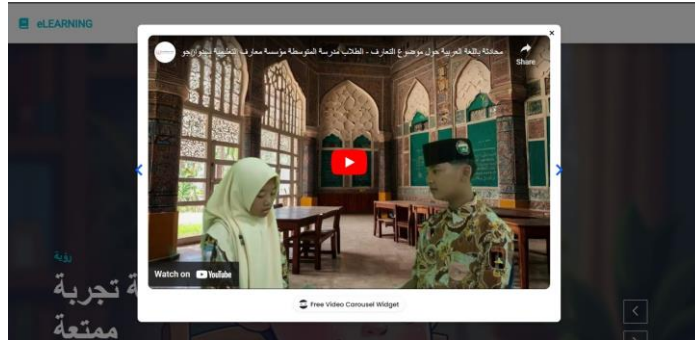 eLEARNING
×
محادثة باللغة العربية حول موضوع التعارف - الطلاب مدرسة المتوسطة مؤسسة معارف التعليمية
Share
Watch on YouTube
Free Video Carousel Widget
رؤية
ة تجربة
ممتعة